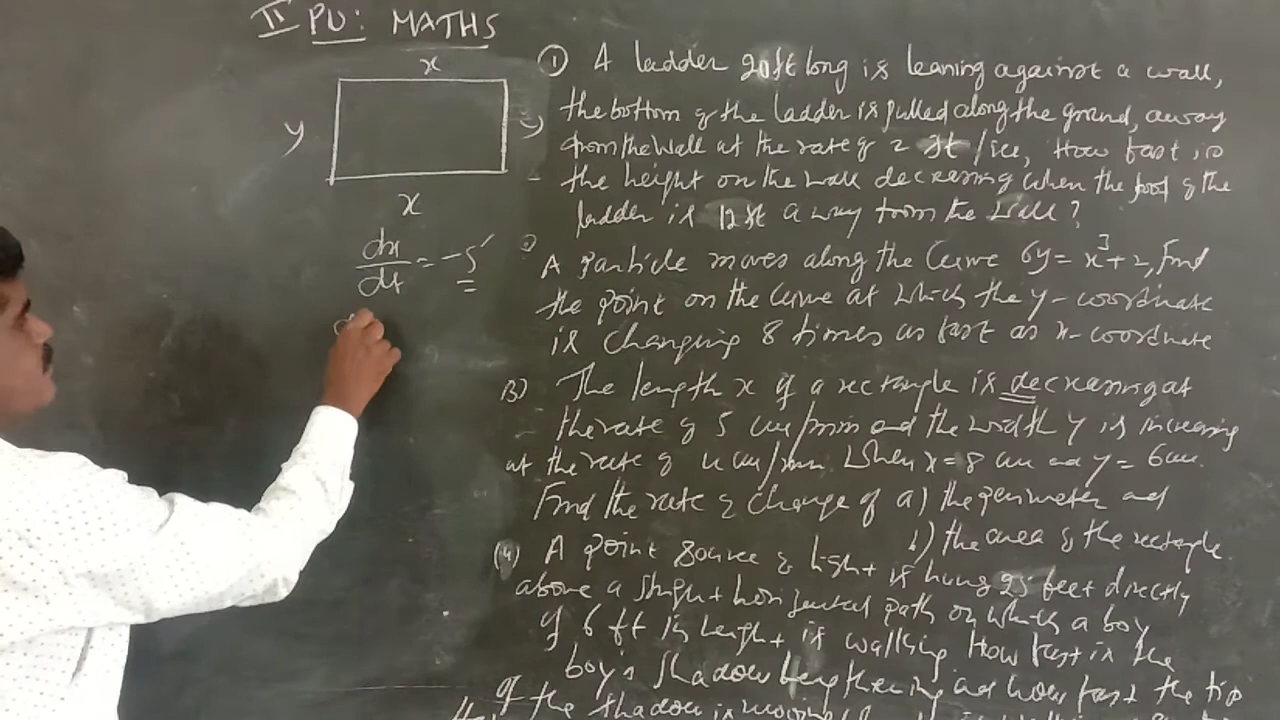 II PU: MATHS
x
y
y
x
dx/dt = -5
① A ladder 20ft long is leaning against a wall,
the bottom of the ladder is pulled along the ground, away
from the wall at the rate of 2 ft/sec, How fast is
the height on the wall decreasing when the foot of the
ladder is 12ft away from the wall?
A particle moves along the curve 6y = x³+2, Find
the point on the curve at which the y-coordinate
is changing 8 times as fast as x-coordinate
(3) The length x of a rectangle is decreasing at
the rate of 5 cm/min and the width y is increasing
at the rate of 4 cm/min. When x=8 cm and y=6cm.
Find the rate of change of a) the perimeter and
b) the area of the rectangle.
(4) A point source of light is hung 25 feet directly
above a straight horizontal path on which a boy
of 6 ft in height is walking How fast is the
boy's shadow lengthening and how fast the tip
of the shadow is moving